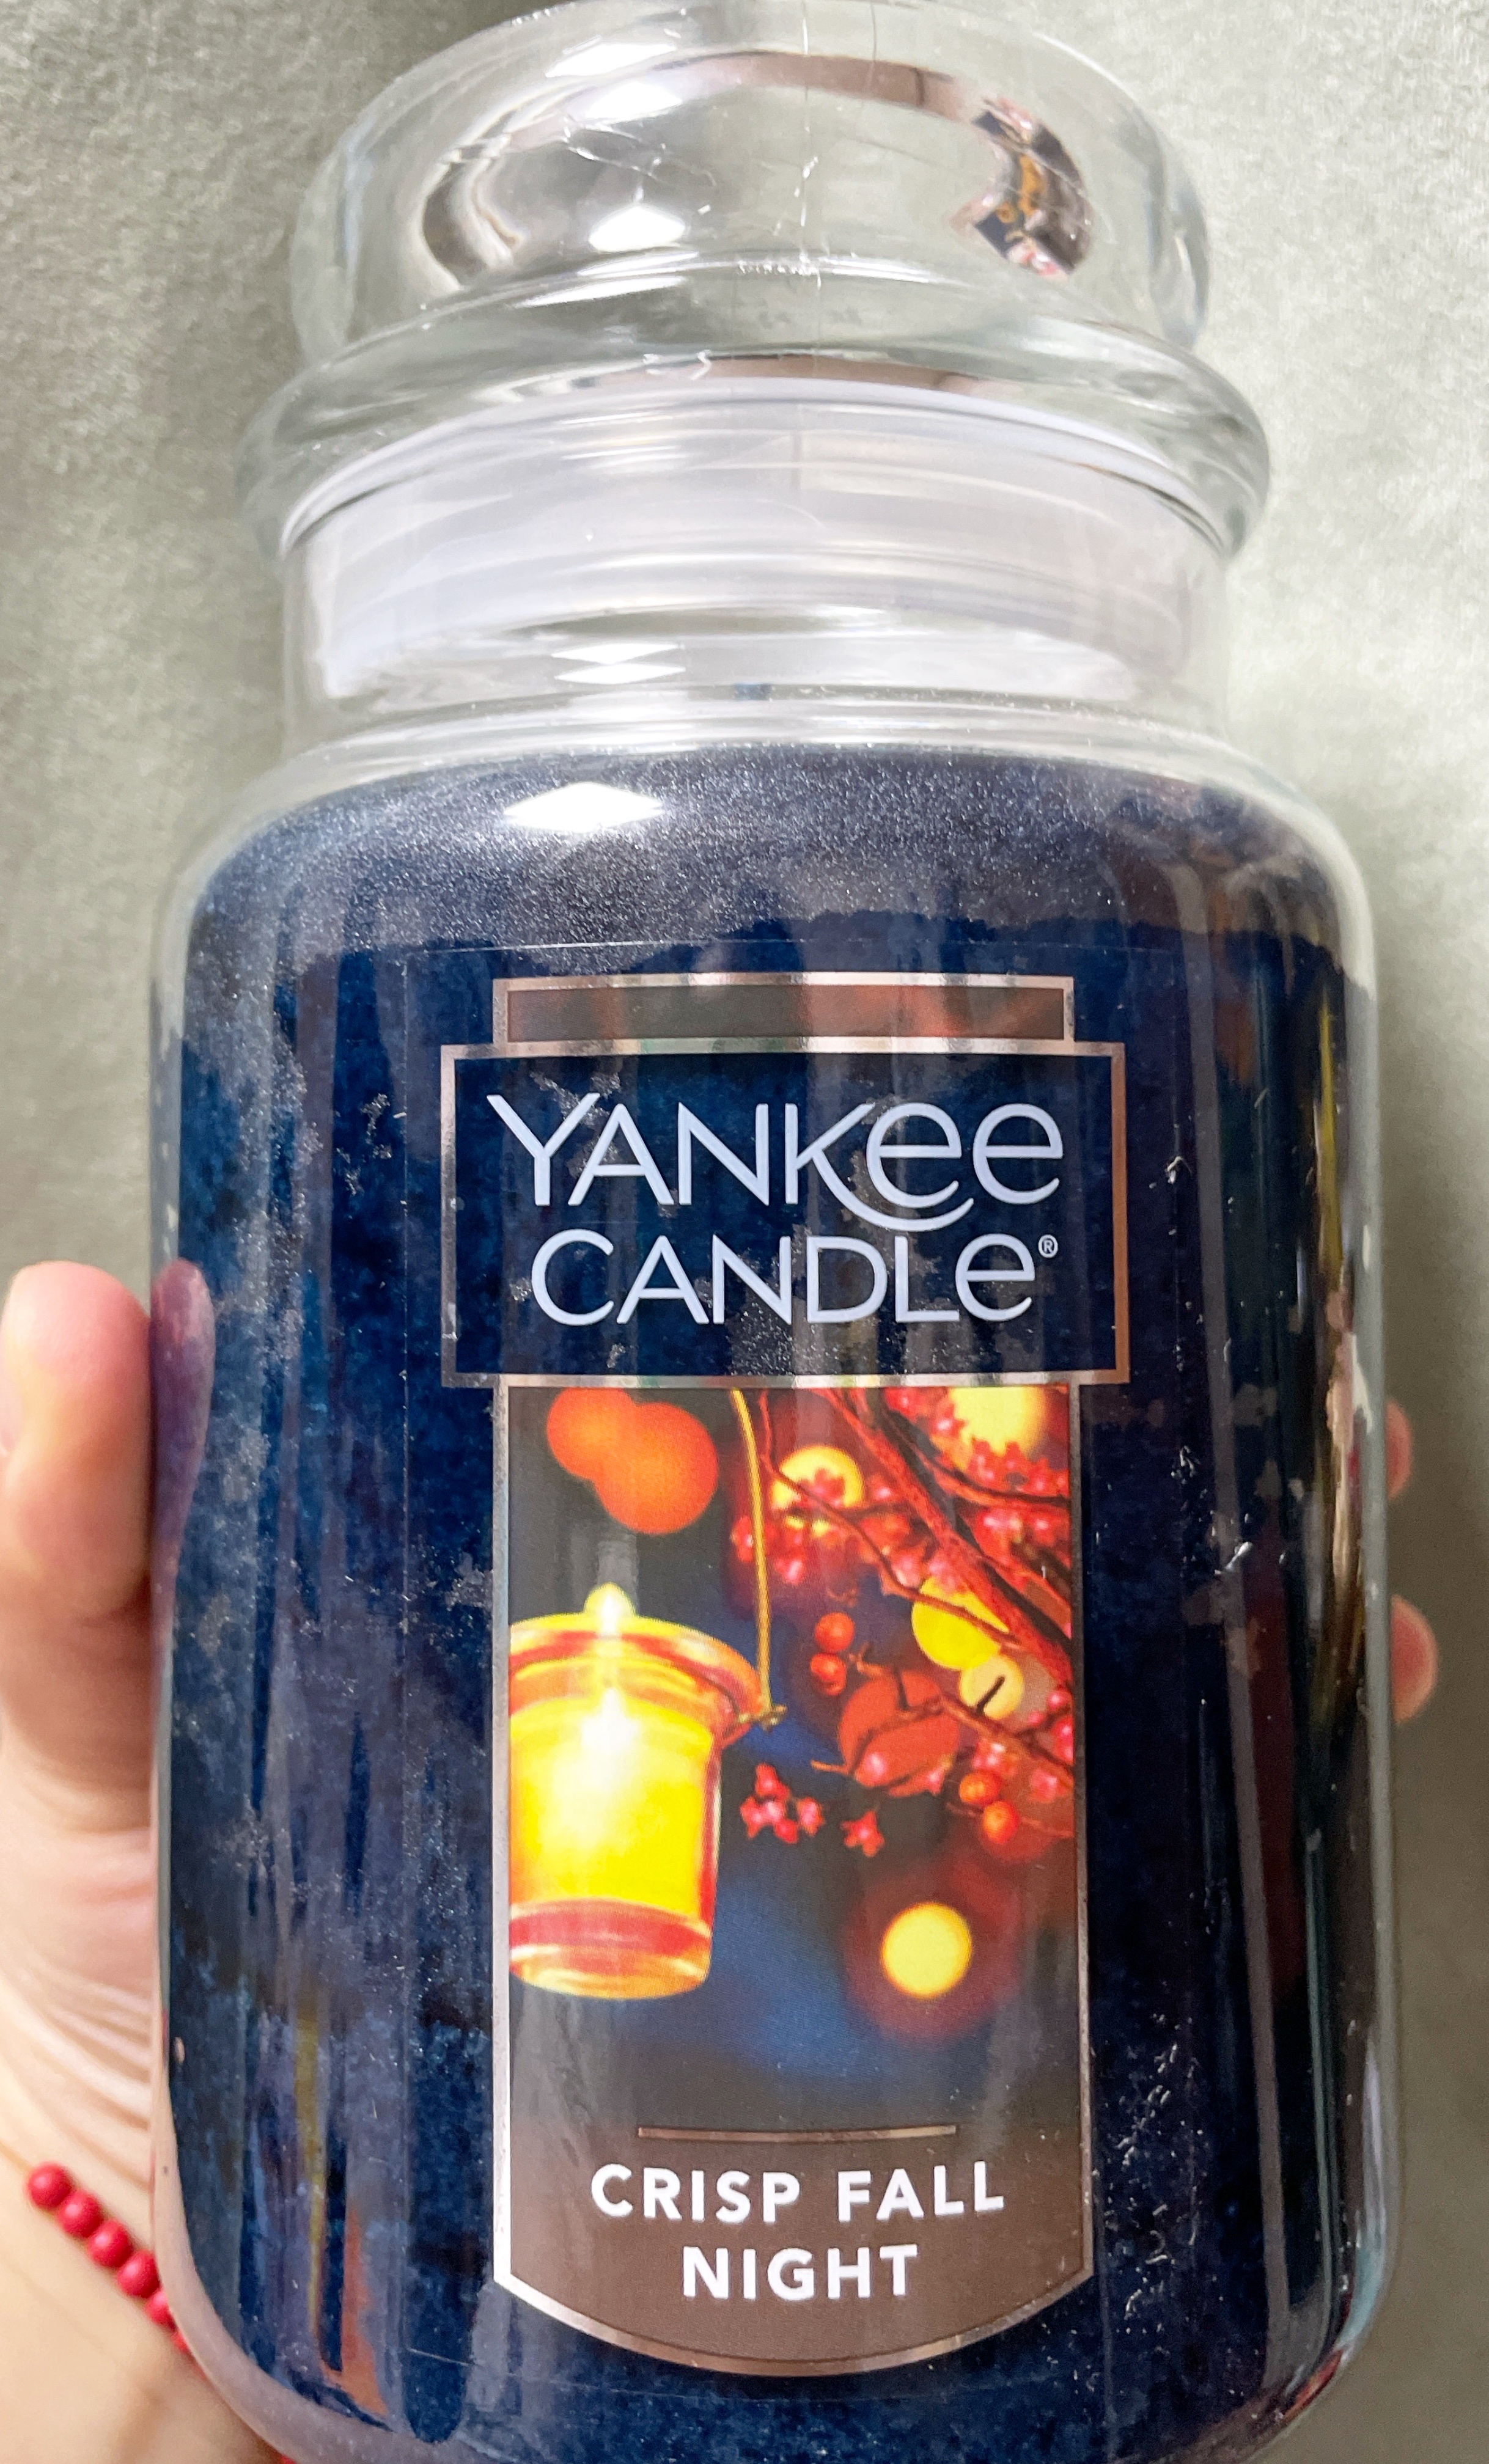 YANKEE
CANDLE®
CRISP FALL
NIGHT